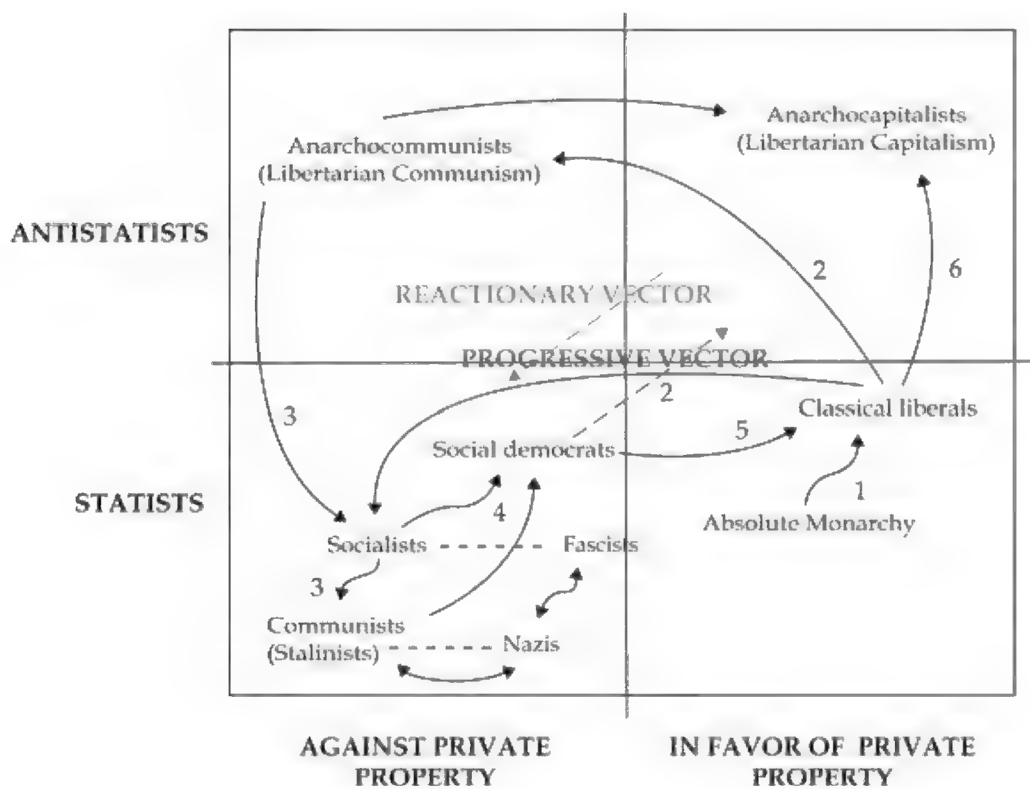 Anarchocapitalists
(Libertarian Capitalism)
Anarchocommunists
(Libertarian Communism)
ANTISTATISTS
2
6
REACTIONARY VECTOR
PROGRESSIVE VECTOR
2
Classical liberals
3
5
Social democrats
1
STATISTS
4
Absolute Monarchy
Socialists
Fascists
3
Communists
(Stalinists)
Nazis
AGAINST PRIVATE
PROPERTY
IN FAVOR OF PRIVATE
PROPERTY